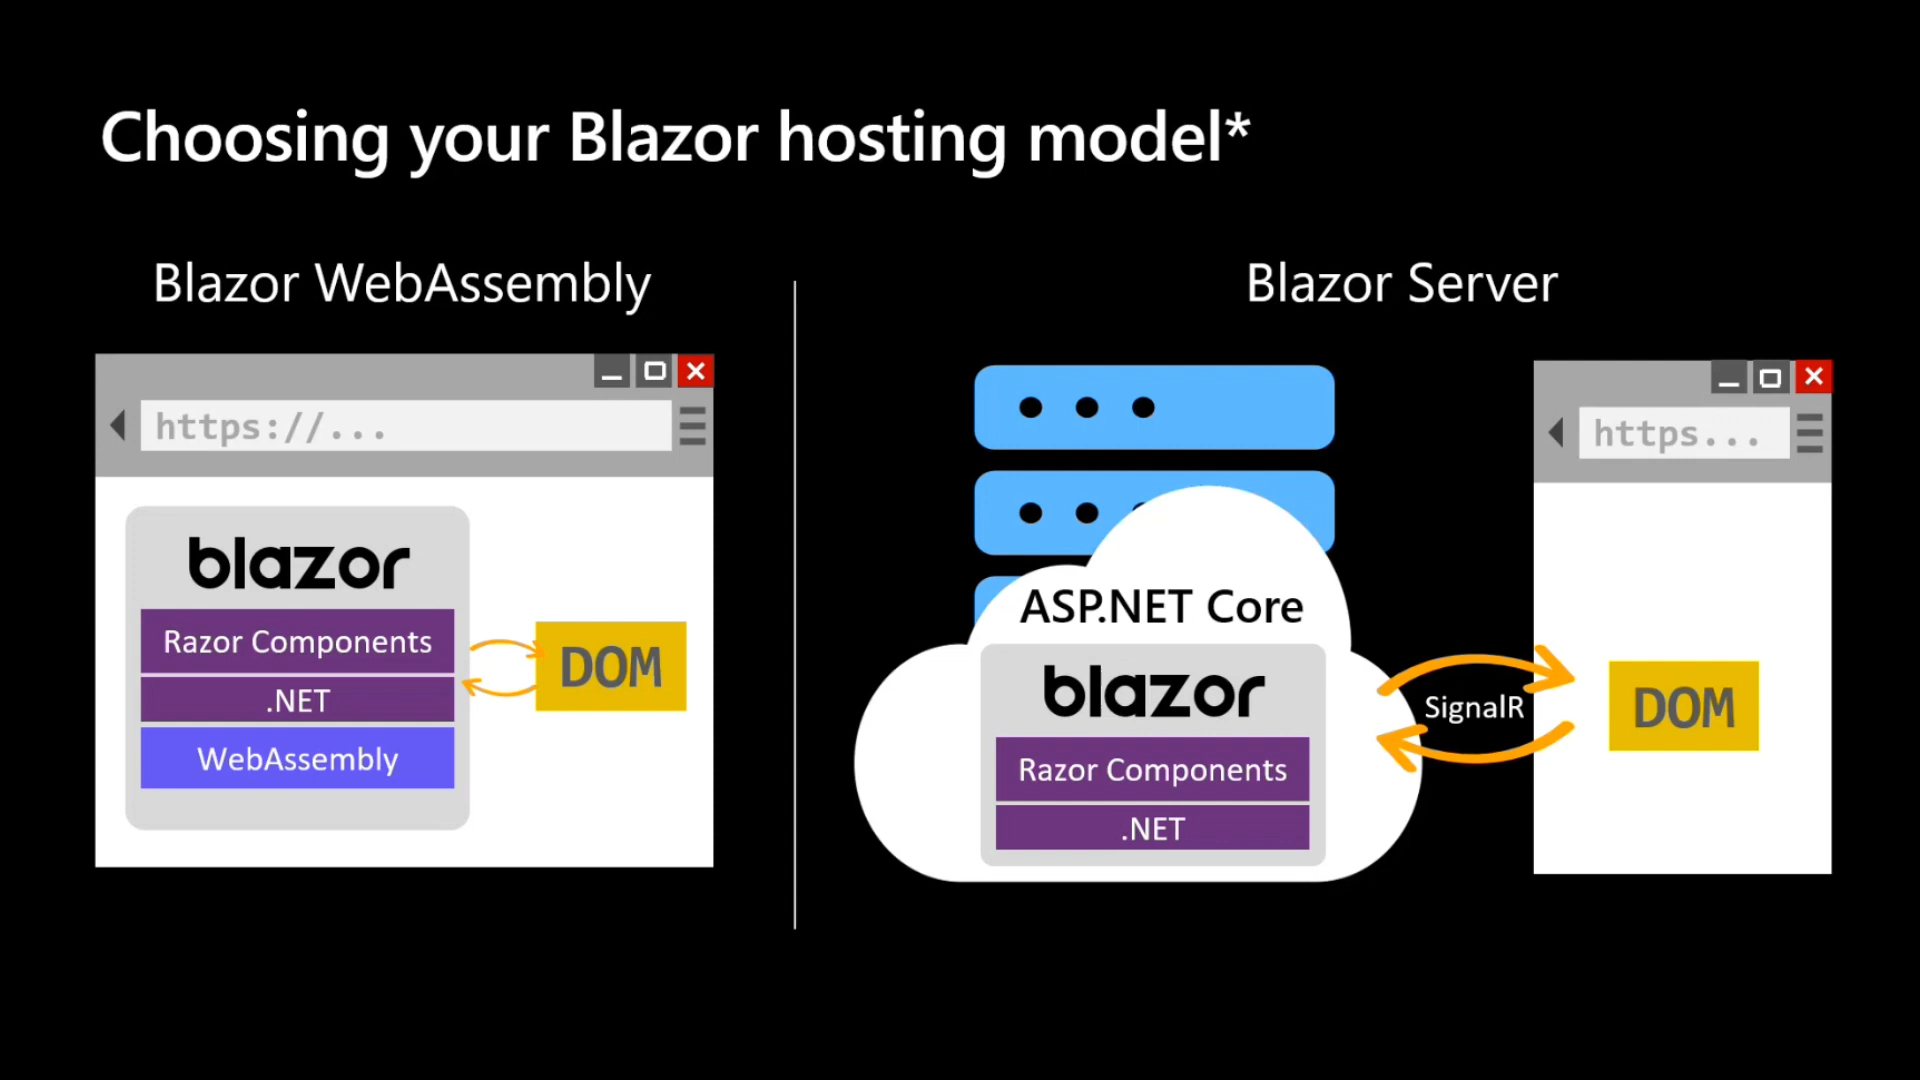 Choosing your Blazor hosting model*
Blazor WebAssembly
https://...
blazor
Razor Components
.NET
WebAssembly
DOM
Blazor Server
ASP.NET Core
blazor
Razor Components
.NET
SignalR
https...
DOM